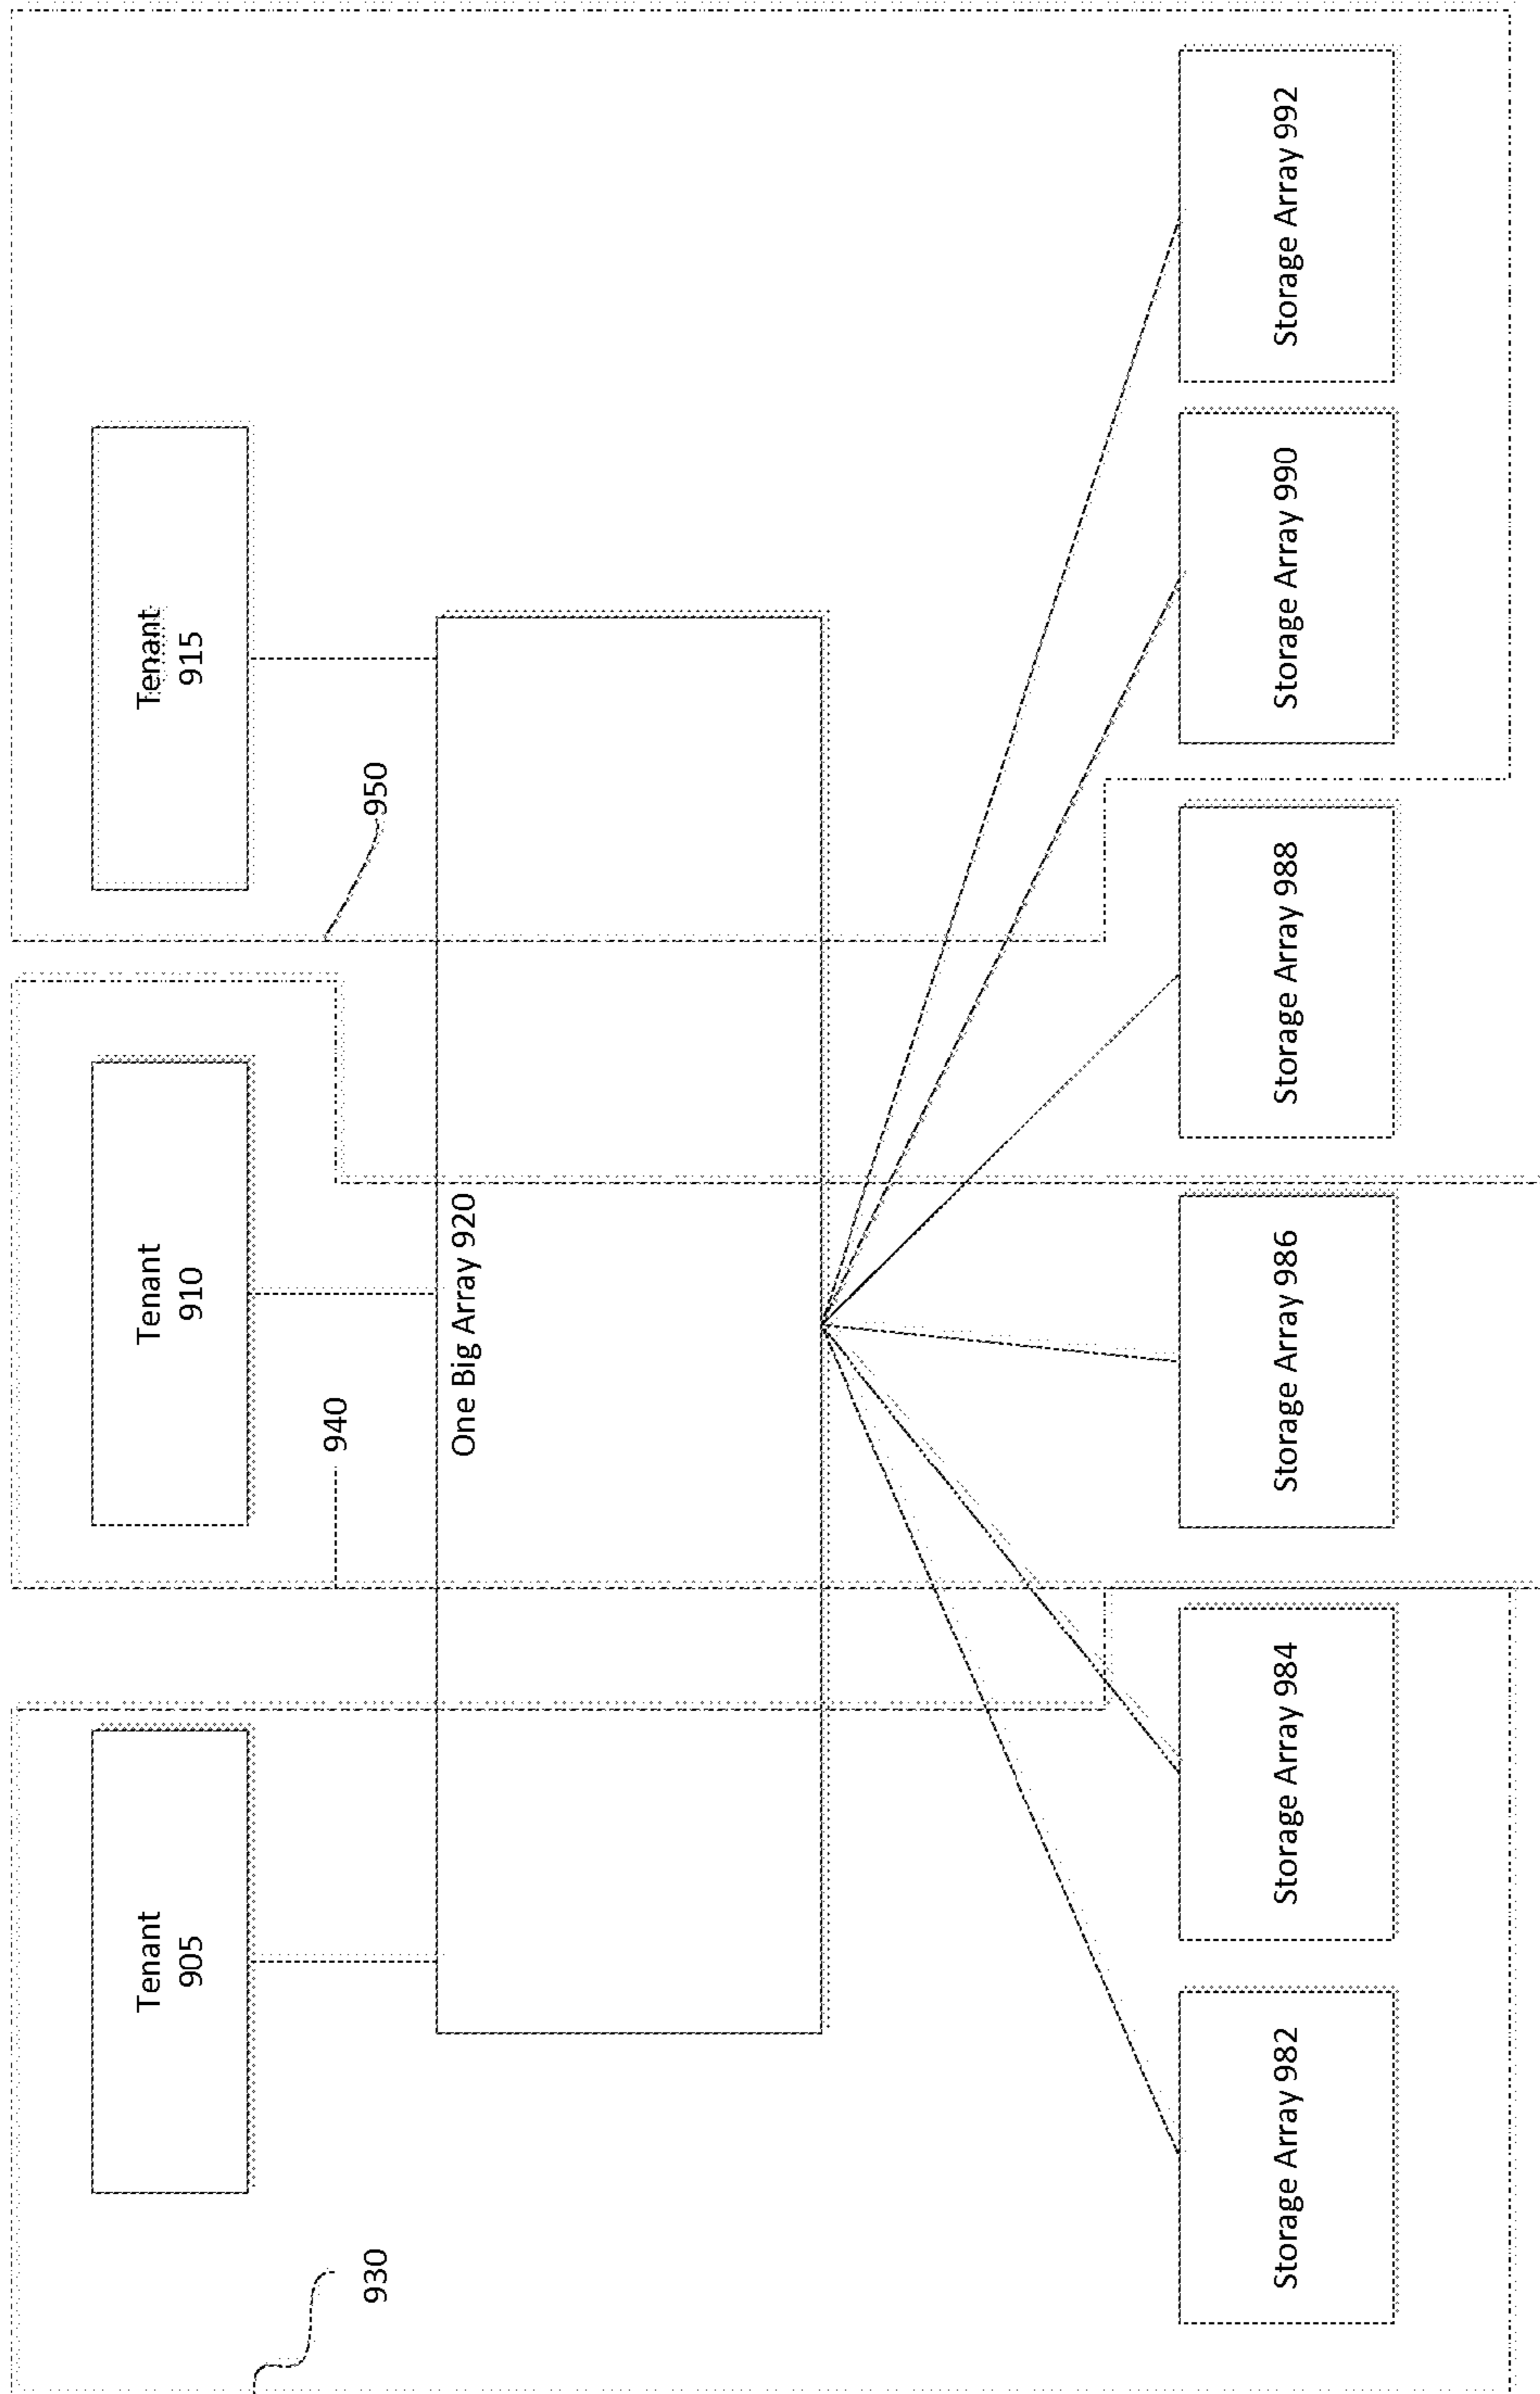 Tenant
905
Tenant
910
Tenant
915
930
940
950
One Big Array 920
Storage Array 982
Storage Array 984
Storage Array 986
Storage Array 988
Storage Array 990
Storage Array 992